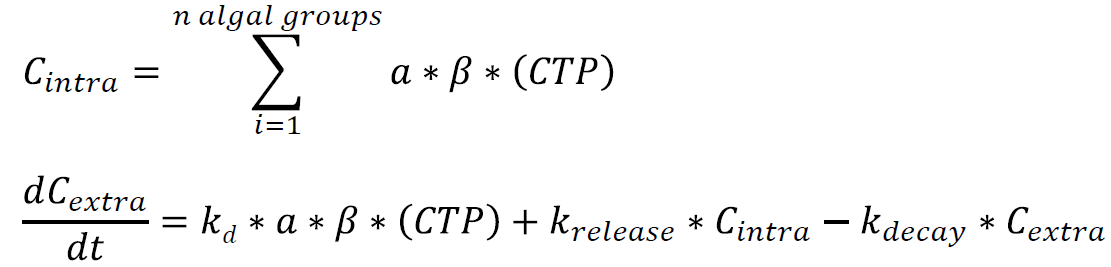 n algal groups
C_intra = ∑ a * β * (CTP)
i=1
dC_extra
dt
= k_d * a * β * (CTP) + k_release * C_intra − k_decay * C_extra